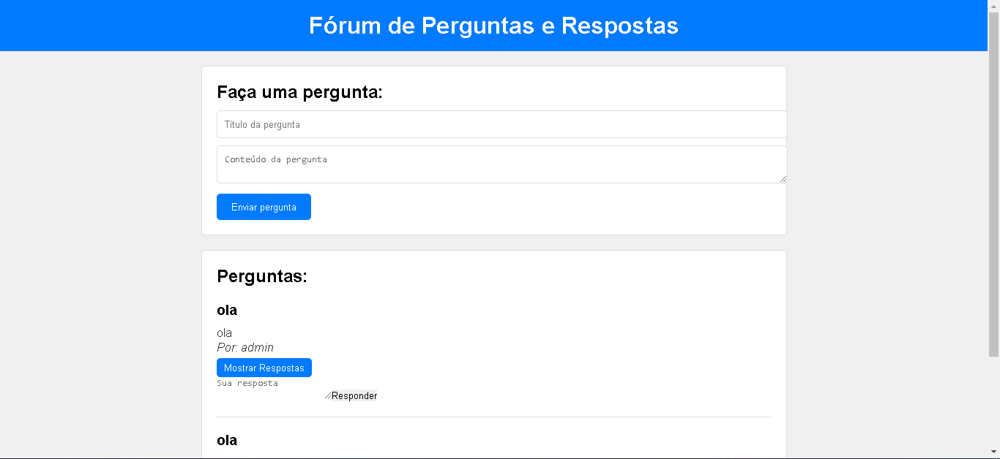 Fórum de Perguntas e Respostas
Faça uma pergunta:
Título da pergunta
Conteúdo da pergunta
Enviar pergunta
Perguntas:
ola
ola
Por: admin
Mostrar Respostas
Sua resposta
Responder
ola